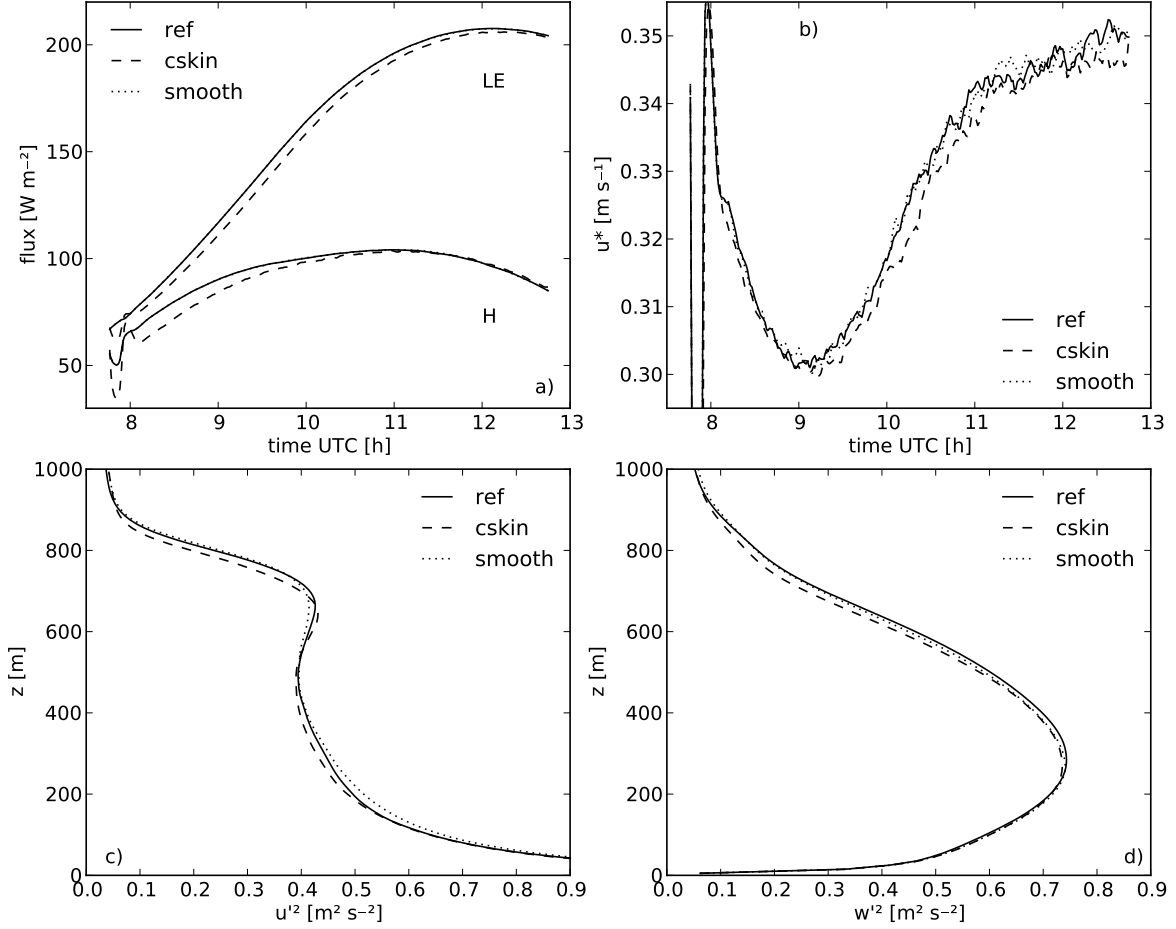 ref
cskin
smooth
LE
H
a)
200
150
100
50
flux [W m⁻²]
8 9 10 11 12 13
time UTC [h]
b)
ref
cskin
smooth
0.35
0.34
0.33
0.32
0.31
0.30
u* [m s⁻¹]
8 9 10 11 12 13
time UTC [h]
ref
cskin
smooth
c)
1000
800
600
400
200
0
z [m]
0.0 0.1 0.2 0.3 0.4 0.5 0.6 0.7 0.8 0.9
u'² [m² s⁻²]
ref
cskin
smooth
d)
1000
800
600
400
200
0
z [m]
0.0 0.1 0.2 0.3 0.4 0.5 0.6 0.7 0.8 0.9
w'² [m² s⁻²]